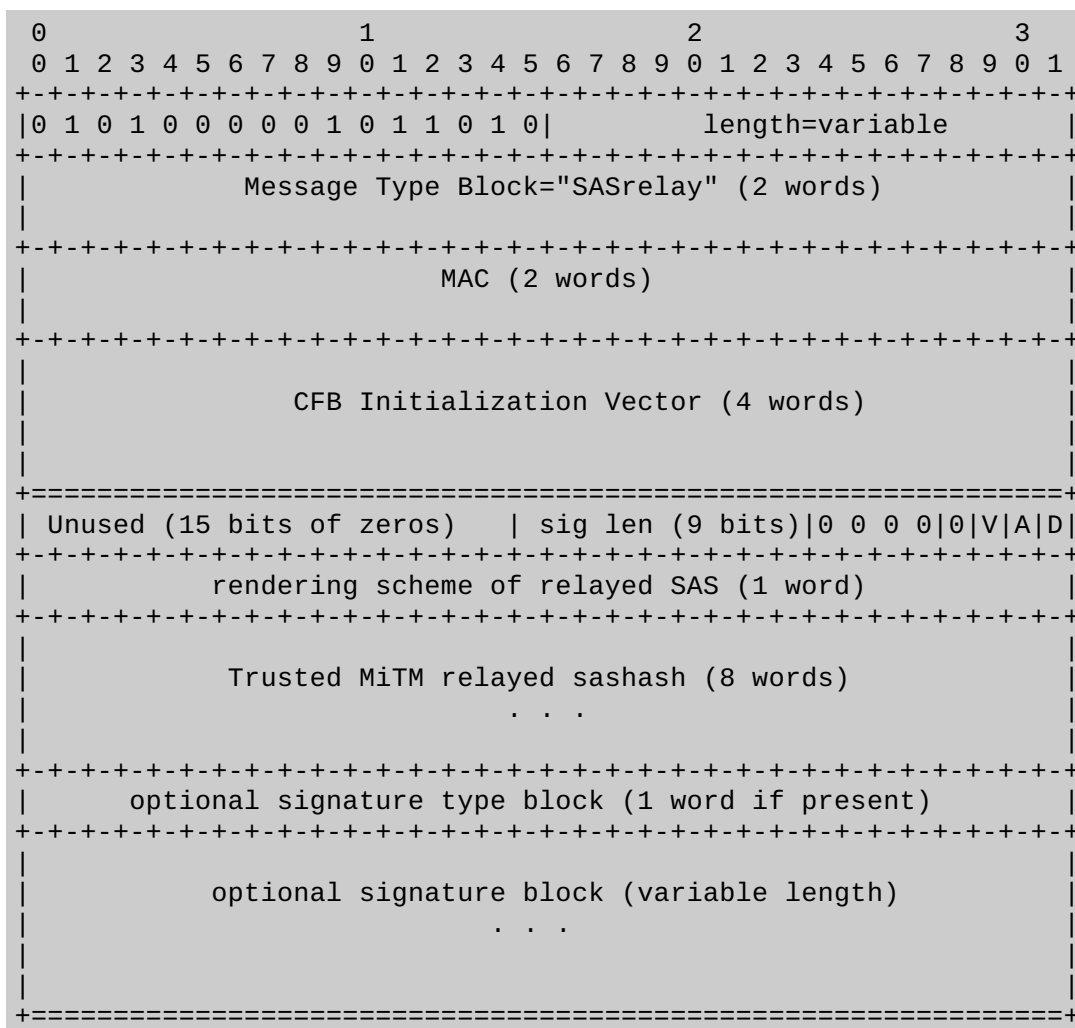 0                   1                   2                   3
 0 1 2 3 4 5 6 7 8 9 0 1 2 3 4 5 6 7 8 9 0 1 2 3 4 5 6 7 8 9 0 1
+-+-+-+-+-+-+-+-+-+-+-+-+-+-+-+-+-+-+-+-+-+-+-+-+-+-+-+-+-+-+-+-+
|0 1 0 1 0 0 0 0 0 1 0 1 1 0 1 0|         length=variable       |
+-+-+-+-+-+-+-+-+-+-+-+-+-+-+-+-+-+-+-+-+-+-+-+-+-+-+-+-+-+-+-+-+
|             Message Type Block="SASrelay" (2 words)           |
|                                                               |
+-+-+-+-+-+-+-+-+-+-+-+-+-+-+-+-+-+-+-+-+-+-+-+-+-+-+-+-+-+-+-+-+
|                         MAC (2 words)                         |
|                                                               |
+-+-+-+-+-+-+-+-+-+-+-+-+-+-+-+-+-+-+-+-+-+-+-+-+-+-+-+-+-+-+-+-+
|                                                               |
|                CFB Initialization Vector (4 words)            |
|                                                               |
|                                                               |
+===============================================================+
| Unused (15 bits of zeros)   | sig len (9 bits)|0 0 0 0|0|V|A|D|
+-+-+-+-+-+-+-+-+-+-+-+-+-+-+-+-+-+-+-+-+-+-+-+-+-+-+-+-+-+-+-+-+
|           rendering scheme of relayed SAS (1 word)            |
+-+-+-+-+-+-+-+-+-+-+-+-+-+-+-+-+-+-+-+-+-+-+-+-+-+-+-+-+-+-+-+-+
|                                                               |
|            Trusted MiTM relayed sashash (8 words)             |
|                             . . .                             |
|                                                               |
+-+-+-+-+-+-+-+-+-+-+-+-+-+-+-+-+-+-+-+-+-+-+-+-+-+-+-+-+-+-+-+-+
|      optional signature type block (1 word if present)        |
+-+-+-+-+-+-+-+-+-+-+-+-+-+-+-+-+-+-+-+-+-+-+-+-+-+-+-+-+-+-+-+-+
|                                                               |
|           optional signature block (variable length)          |
|                            . . .                              |
|                                                               |
|                                                               |
+===============================================================+